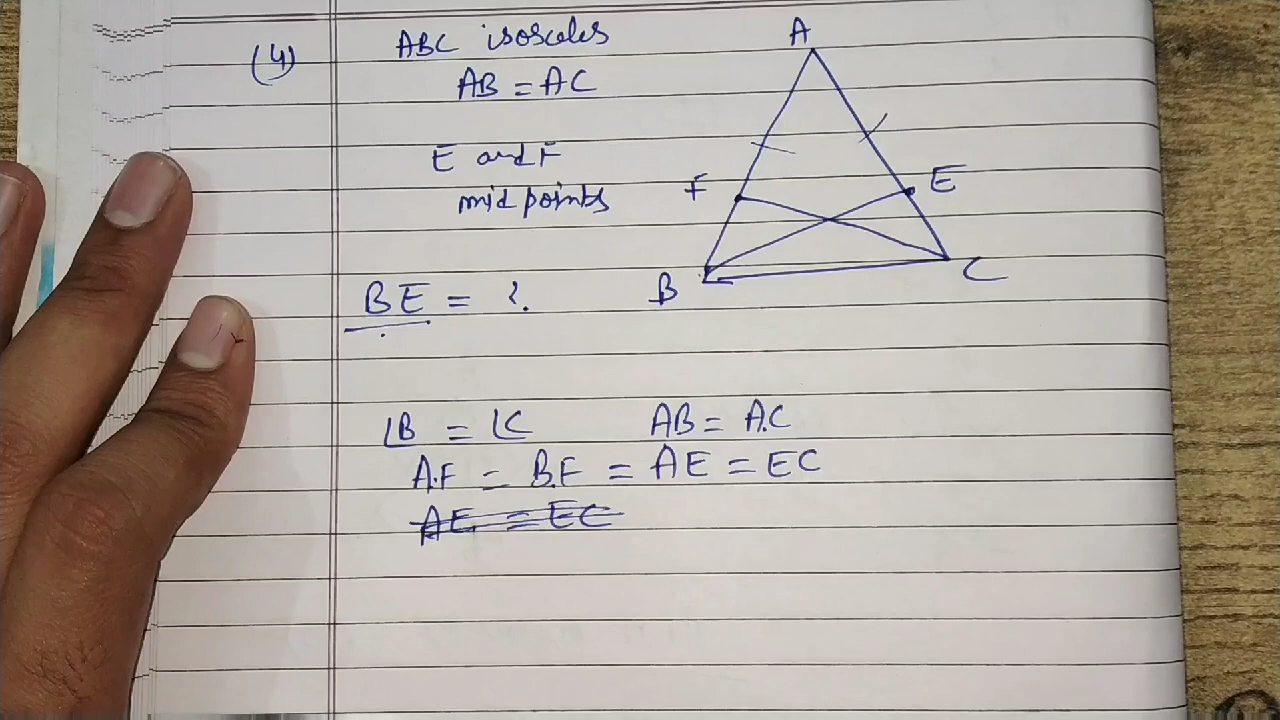 (4)
ABC isosceles
AB = AC
E and F
mid points
BE = ?.
A
F
E
B
C
∠B = ∠C AB = AC
AF = BF = AE = EC
AE = EC